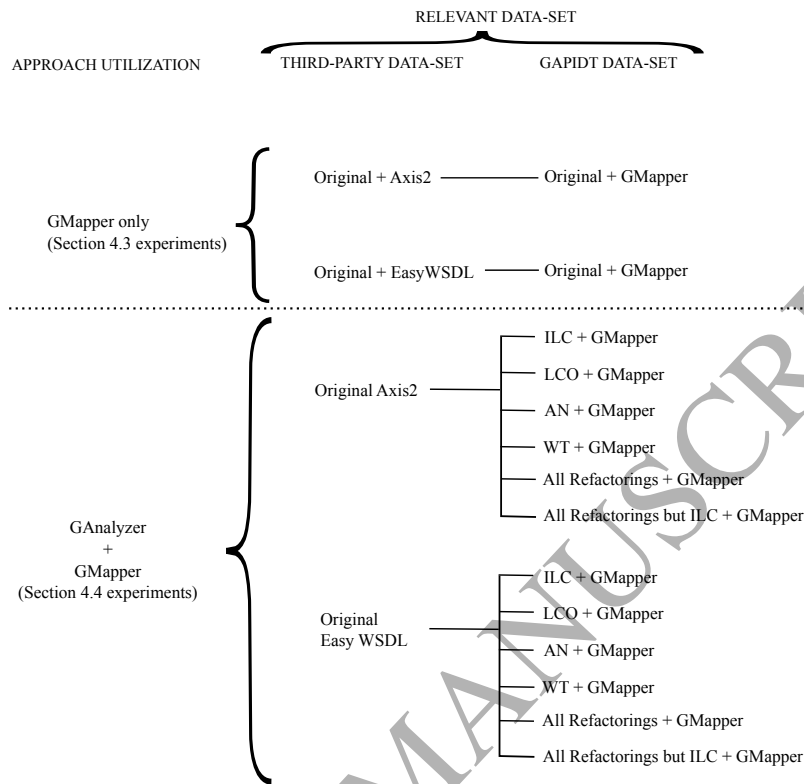 RELEVANT DATA-SET
APPROACH UTILIZATION
THIRD-PARTY DATA-SET
GAPIDT DATA-SET
GMapper only
(Section 4.3 experiments)
Original + Axis2
Original + GMapper
Original + EasyWSDL
Original + GMapper
GAnalyzer
+
GMapper
(Section 4.4 experiments)
Original Axis2
ILC + GMapper
LCO + GMapper
AN + GMapper
WT + GMapper
All Refactorings + GMapper
All Refactorings but ILC + GMapper
Original
Easy WSDL
ILC + GMapper
LCO + GMapper
AN + GMapper
WT + GMapper
All Refactorings + GMapper
All Refactorings but ILC + GMapper
MANUSCR